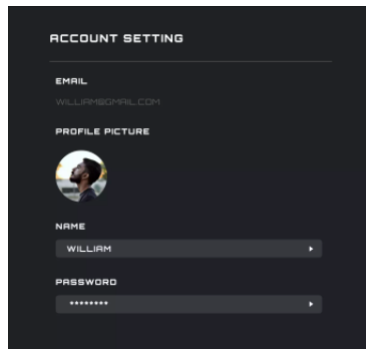 ACCOUNT SETTING
EMAIL
WILLIAM@GMAIL.COM
PROFILE PICTURE
NAME
WILLIAM
PASSWORD
********